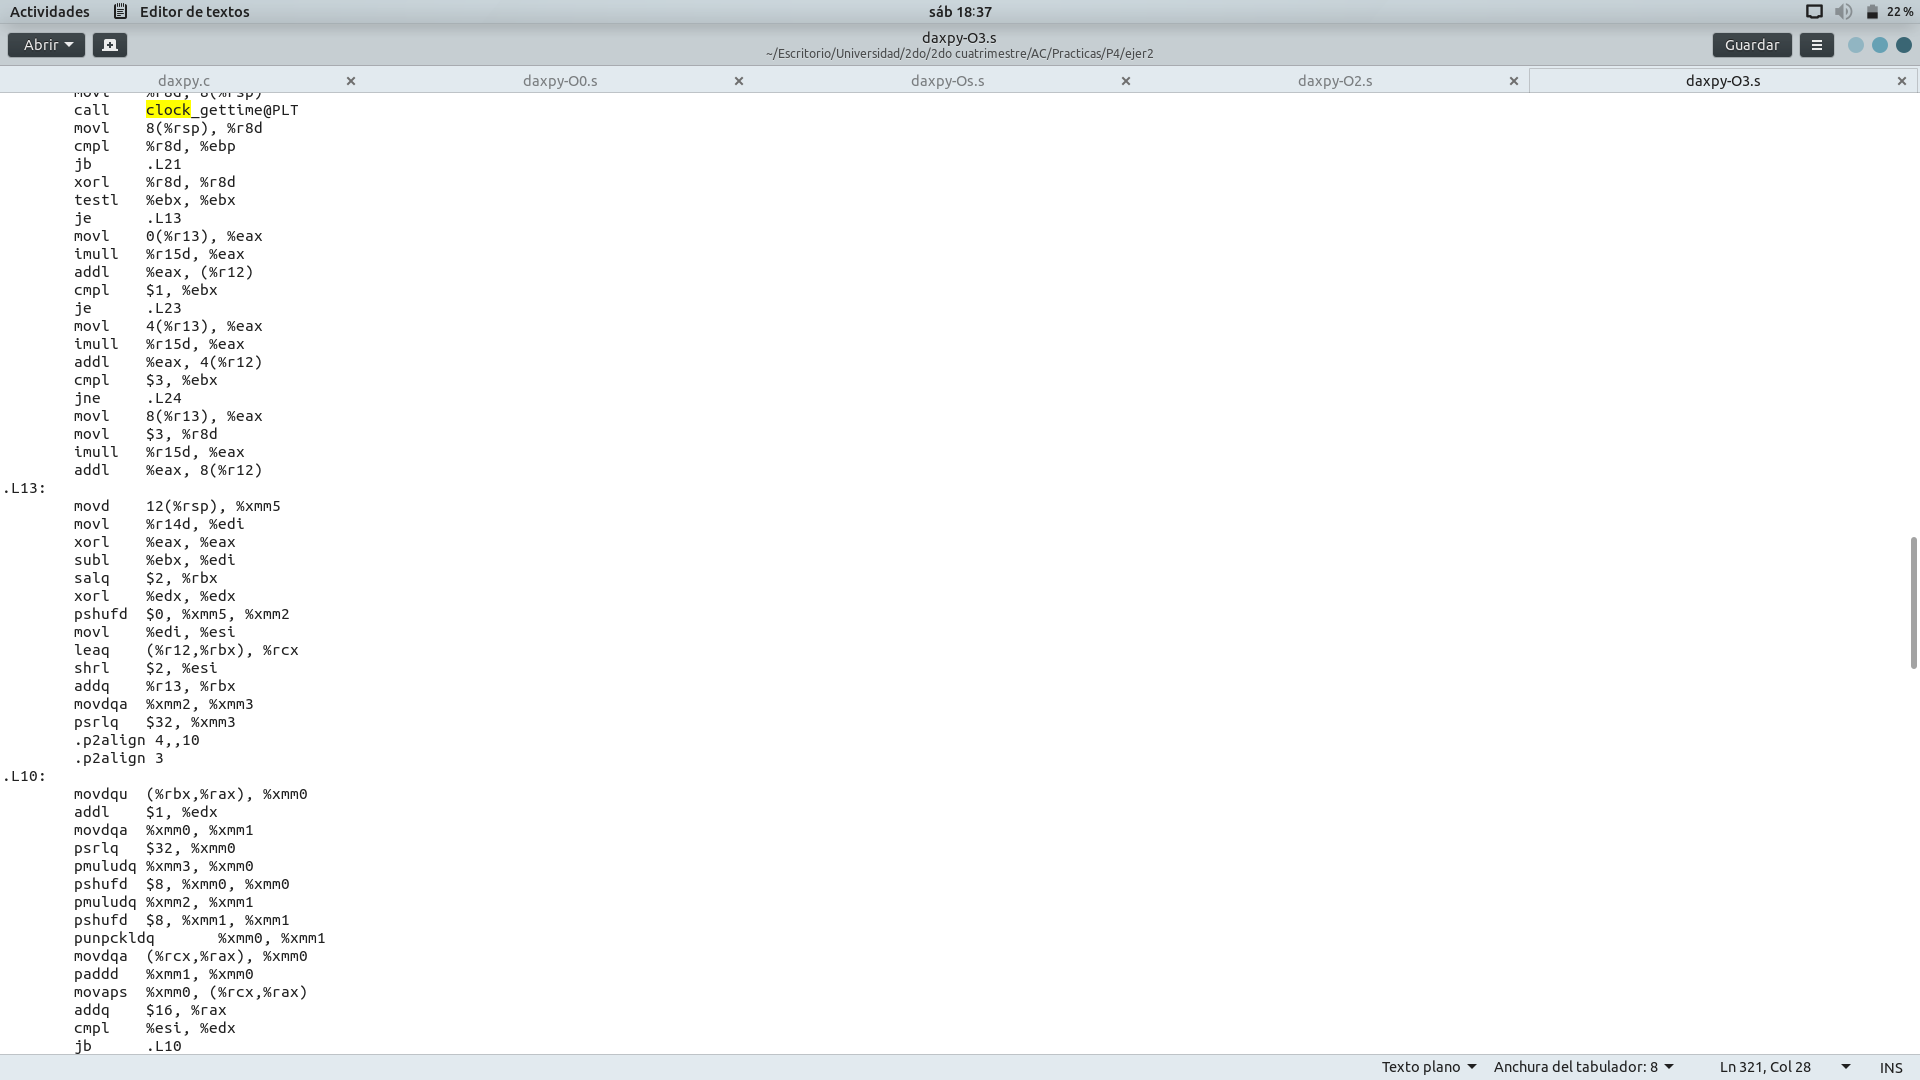 Actividades Editor de textos sáb 18:37 22 %
Abrir daxpy-O3.s Guardar
~/Escritorio/Universidad/2do/2do cuatrimestre/AC/Practicas/P4/ejer2
daxpy.c × daxpy-O0.s × daxpy-Os.s × daxpy-O2.s × daxpy-O3.s ×
movl %r8d, 8(%rsp)
call clock_gettime@PLT
movl 8(%rsp), %r8d
cmpl %r8d, %ebp
jb .L21
xorl %r8d, %r8d
testl %ebx, %ebx
je .L13
movl 0(%r13), %eax
imull %r15d, %eax
addl %eax, (%r12)
cmpl $1, %ebx
je .L23
movl 4(%r13), %eax
imull %r15d, %eax
addl %eax, 4(%r12)
cmpl $3, %ebx
jne .L24
movl 8(%r13), %eax
movl $3, %r8d
imull %r15d, %eax
addl %eax, 8(%r12)
.L13:
movd 12(%rsp), %xmm5
movl %r14d, %edi
xorl %eax, %eax
subl %ebx, %edi
salq $2, %rbx
xorl %edx, %edx
pshufd $0, %xmm5, %xmm2
movl %edi, %esi
leaq (%r12,%rbx), %rcx
shrl $2, %esi
addq %r13, %rbx
movdqa %xmm2, %xmm3
psrlq $32, %xmm3
.p2align 4,,10
.p2align 3
.L10:
movdqu (%rbx,%rax), %xmm0
addl $1, %edx
movdqa %xmm0, %xmm1
psrlq $32, %xmm0
pmuludq %xmm3, %xmm0
pshufd $8, %xmm0, %xmm0
pmuludq %xmm2, %xmm1
pshufd $8, %xmm1, %xmm1
punpckldq %xmm0, %xmm1
movdqa (%rcx,%rax), %xmm0
paddd %xmm1, %xmm0
movaps %xmm0, (%rcx,%rax)
addq $16, %rax
cmpl %esi, %edx
jb .L10
Texto plano Anchura del tabulador: 8 Ln 321, Col 28 INS